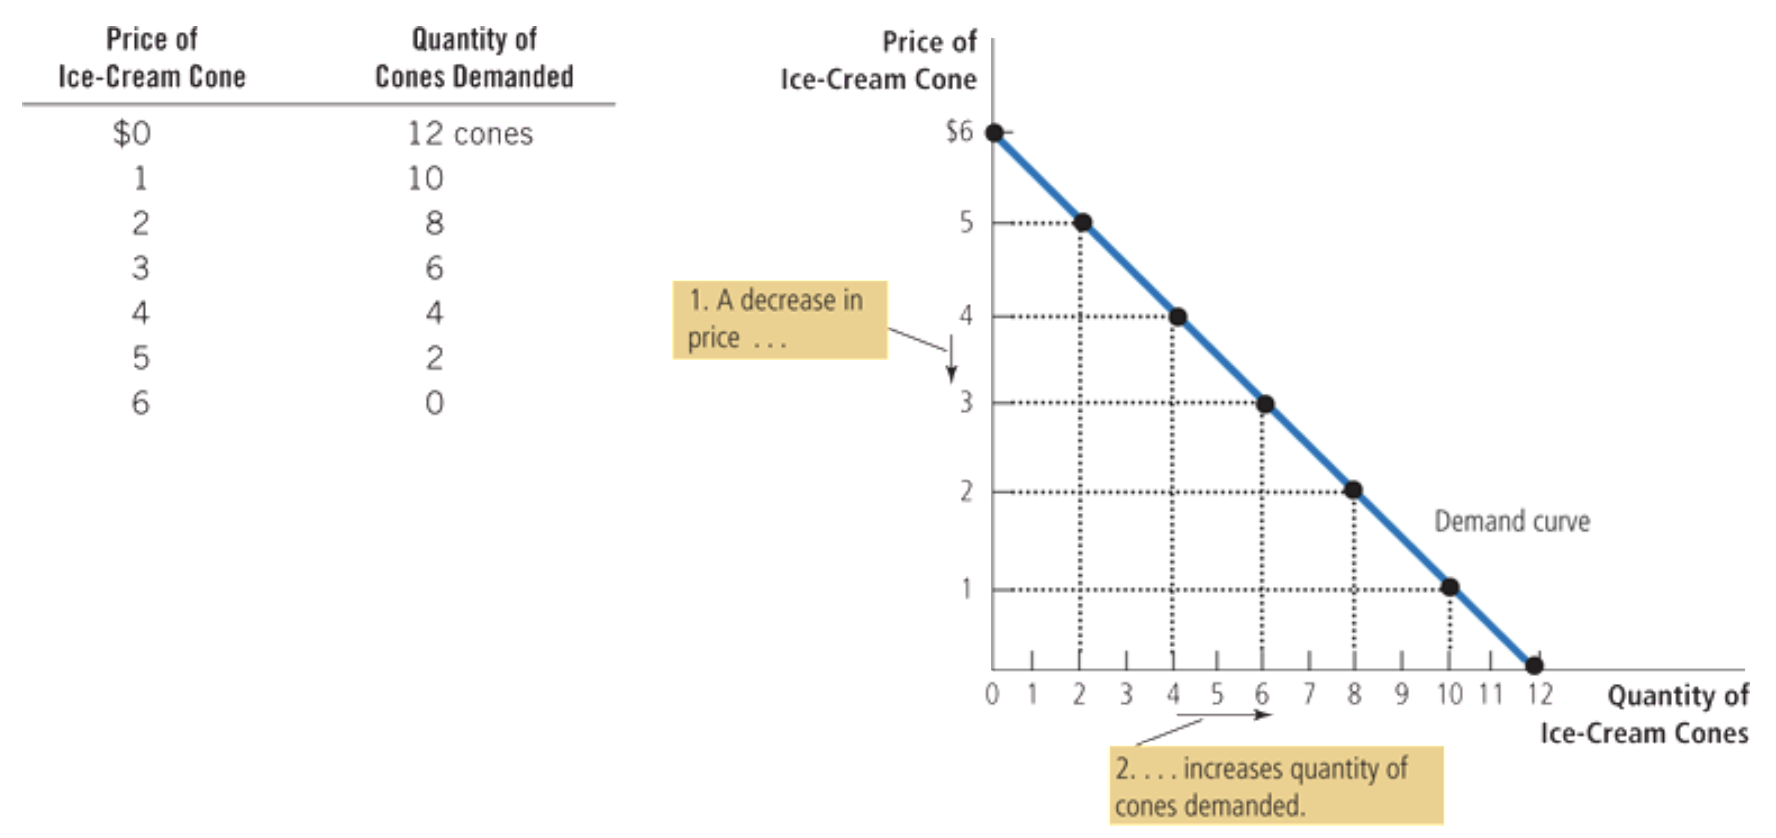 Price of
Ice-Cream Cone
Quantity of
Cones Demanded
$0 12 cones
1 10
2 8
3 6
4 4
5 2
6 0
Price of
Ice-Cream Cone
$6
5
4
3
2
1
1. A decrease in
price ...
Demand curve
0 1 2 3 4 5 6 7 8 9 10 11 12
Quantity of
Ice-Cream Cones
2. ... increases quantity of
cones demanded.